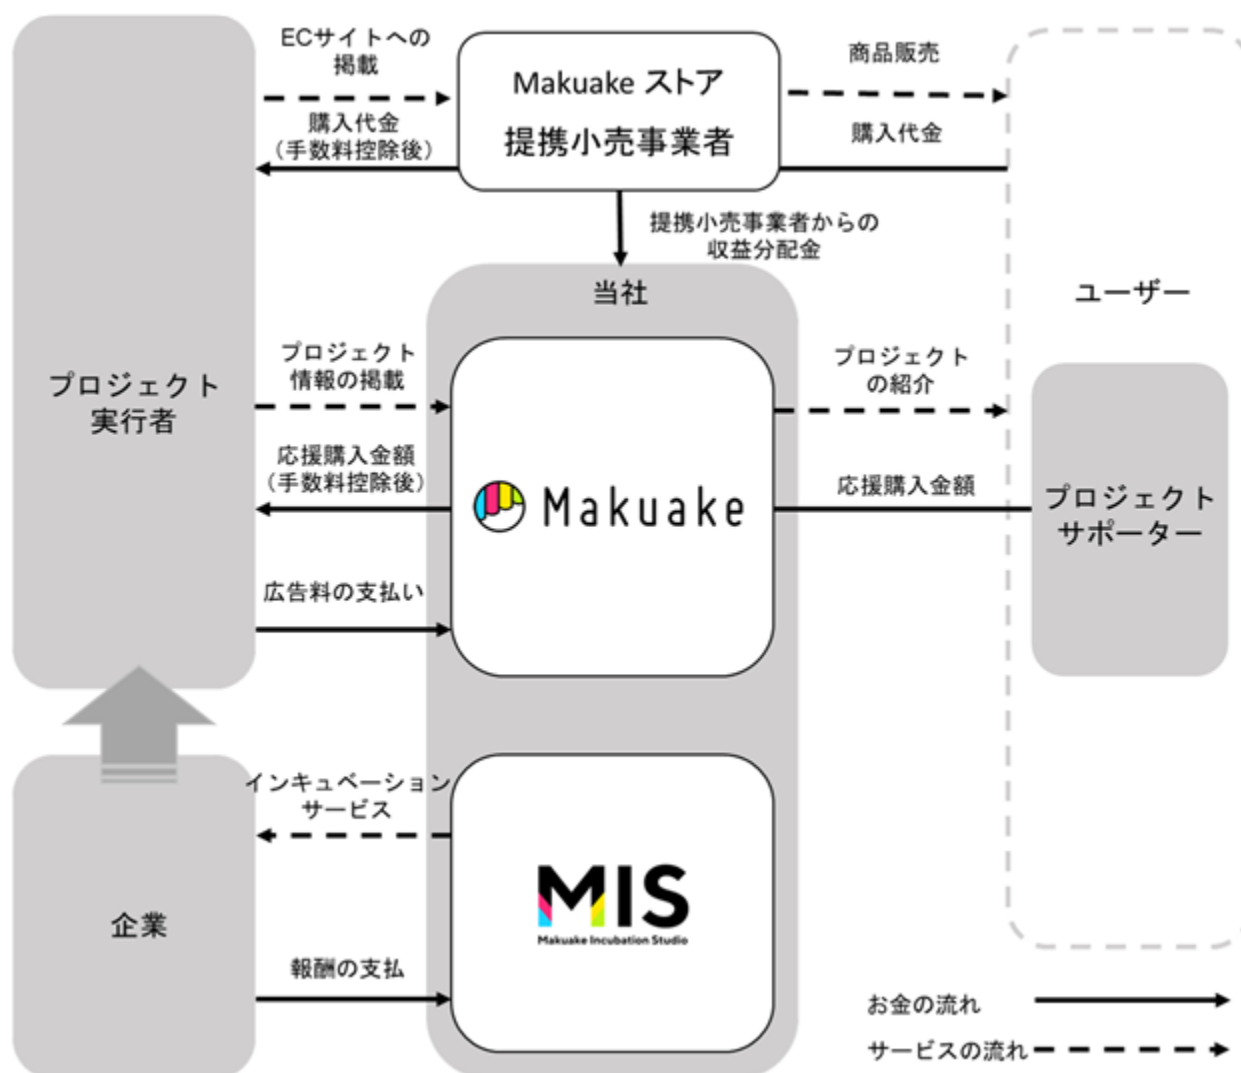 ECサイトへの
掲載
購入代金
(手数料控除後)
Makuake ストア
提携小売事業者
商品販売
購入代金
提携小売事業者からの
収益分配金
当社
ユーザー
プロジェクト
実行者
プロジェクト
情報の掲載
応援購入金額
(手数料控除後)
広告料の支払い
Makuake
プロジェクト
の紹介
応援購入金額
プロジェクト
サポーター
企業
インキュベーション
サービス
報酬の支払
MIS
Makuake Incubation Studio
お金の流れ
サービスの流れ